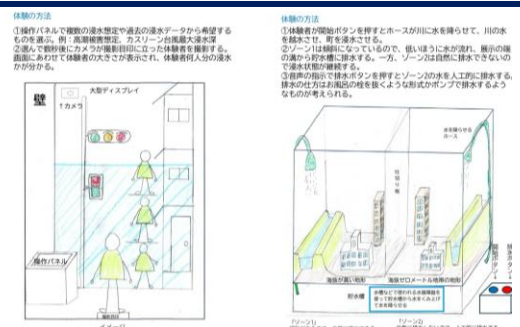 体験の方法
①操作パネルで複数の浸水想定や過去の浸水データから希望する
ものを選ぶ。例：高潮被害想定、カスリーン台風最大浸水深
②選んで数秒後にカメラが撮影目印に立った体験者を撮影する。
画面にあわせて体験者の大きさが表示され、体験者何人分の浸水
かが分かる。
壁
大型ディスプレイ
↑カメラ
操作パネル
撮影目印
イメージ
体験の方法
①体験者が開始ボタンを押すとホースが川に水を降らせて、川の水
を越水させ、町を浸水させる。
②ゾーン1は傾斜になっているので、低いほうに水が流れ、展示の端
の溝から貯水槽に排水する。一方、ゾーン2は自然に排水できないの
で浸水状態が継続する。
③音声の指示で排水ボタンを押すとゾーン2の水を人工的に排水する。
排水の仕方はお風呂の栓を抜くような形式かポンプで排水するよう
なものが考えられる。
水を降らせる
ホース
海抜が高い地形
海抜ゼロメートル地帯の地形
貯水槽
開始ボタン
排水ボタン
「ゾーン1」
「ゾーン2」